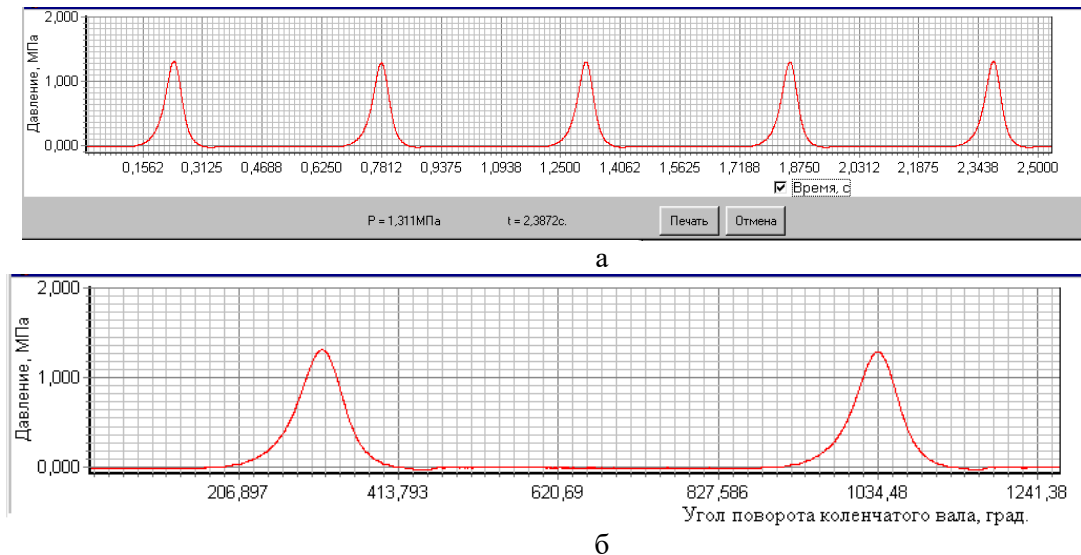 2,000
Давление, МПа
1,000
0,000
0,1562 0,3125 0,4688 0,6250 0,7812 0,9375 1,0938 1,2500 1,4062 1,5625 1,7188 1,8750 2,0312 2,1875 2,3438 2,5000
Время, с
P = 1,311МПа t = 2,3872с. Печать Отмена
а
2,000
Давление, МПа
1,000
0,000
206,897 413,793 620,69 827,586 1034,48 1241,38
Угол поворота коленчатого вала, град.
б